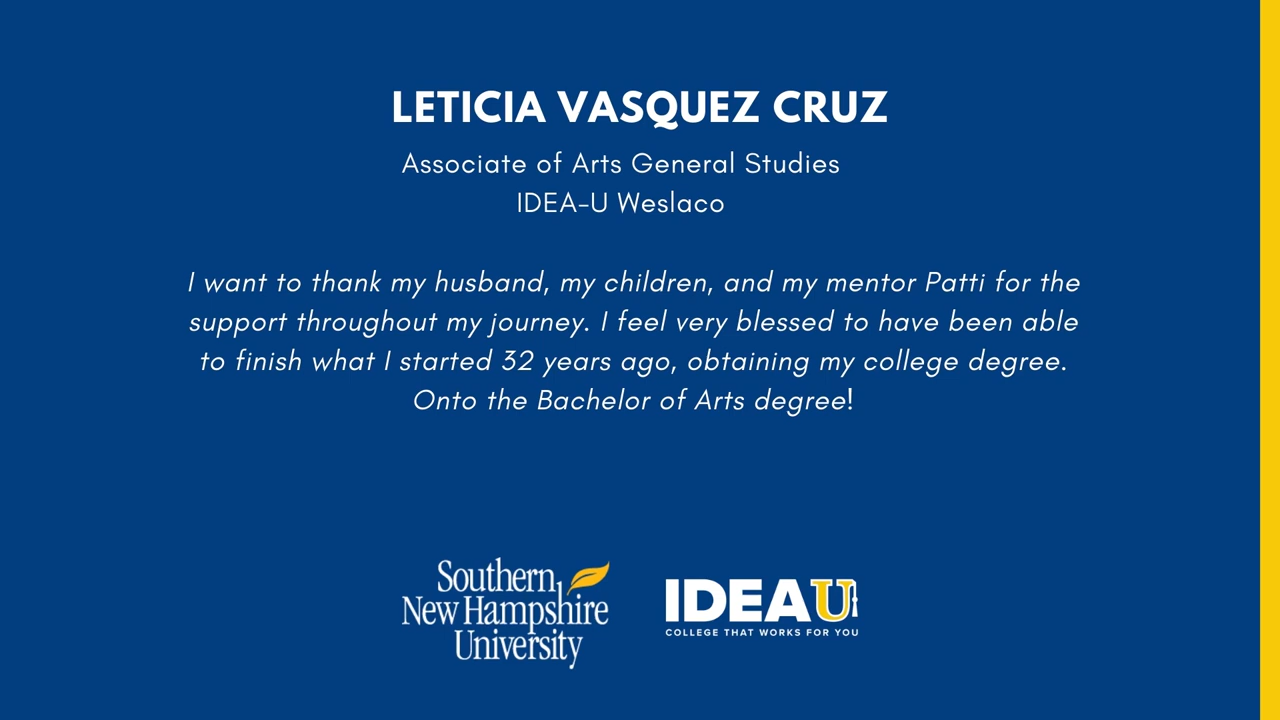 LETICIA VASQUEZ CRUZ
Associate of Arts General Studies
IDEA-U Weslaco
I want to thank my husband, my children, and my mentor Patti for the
support throughout my journey. I feel very blessed to have been able
to finish what I started 32 years ago, obtaining my college degree.
Onto the Bachelor of Arts degree!
Southern
New Hampshire
University
IDEAU
COLLEGE THAT WORKS FOR YOU